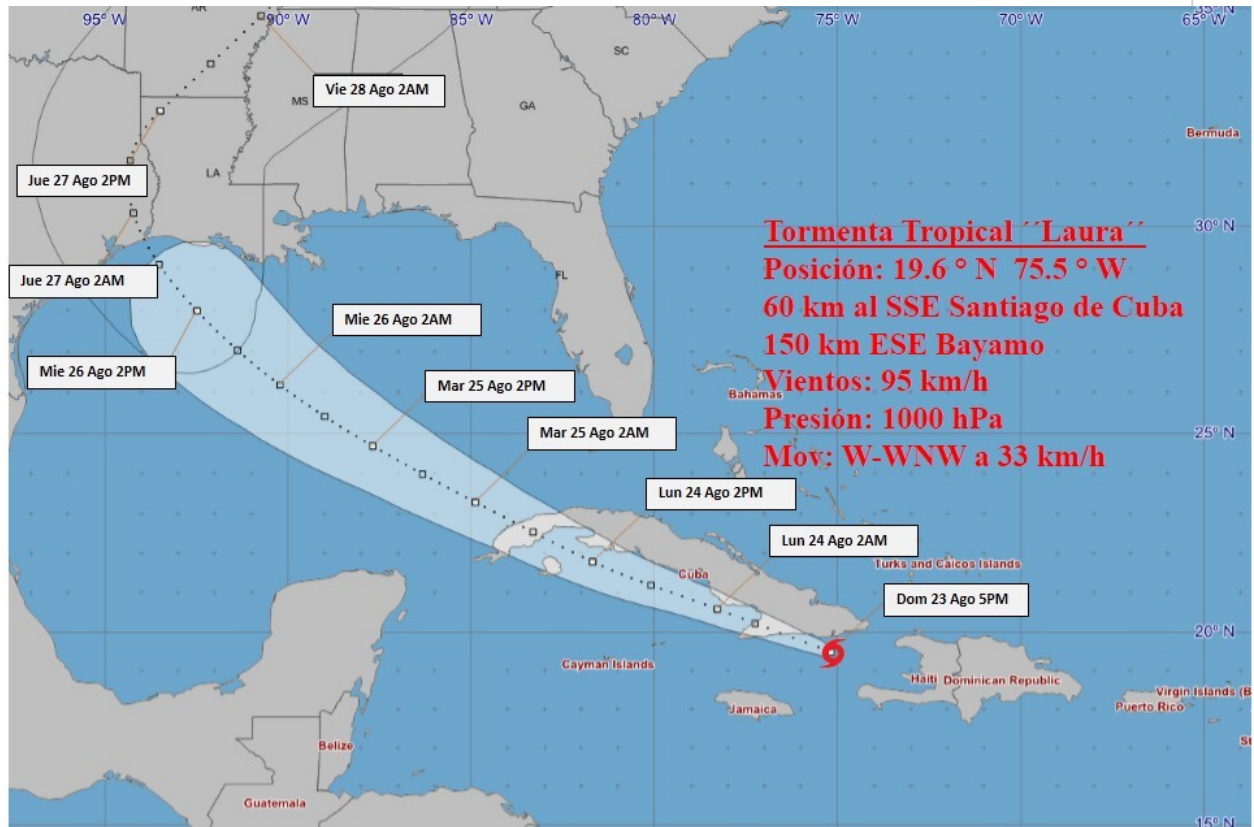 95° W
90° W
85° W
80° W
75° W
70° W
65° W
35° N
AR
SC
Vie 28 Ago 2AM
MS
GA
Bermuda
Jue 27 Ago 2PM
LA
30° N
Tormenta Tropical ´´Laura´´
Posición: 19.6 ° N 75.5 ° W
60 km al SSE Santiago de Cuba
150 km ESE Bayamo
Vientos: 95 km/h
Presión: 1000 hPa
Mov: W-WNW a 33 km/h
Jue 27 Ago 2AM
FL
Mie 26 Ago 2AM
Mie 26 Ago 2PM
Mar 25 Ago 2PM
Bahamas
Mar 25 Ago 2AM
25° N
Lun 24 Ago 2PM
Lun 24 Ago 2AM
Turks and Caicos Islands
Cuba
Dom 23 Ago 5PM
20° N
Cayman Islands
Haiti
Dominican Republic
Virgin Islands (B
Puerto Rico
Jamaica
St
Belize
Guatemala
15° N